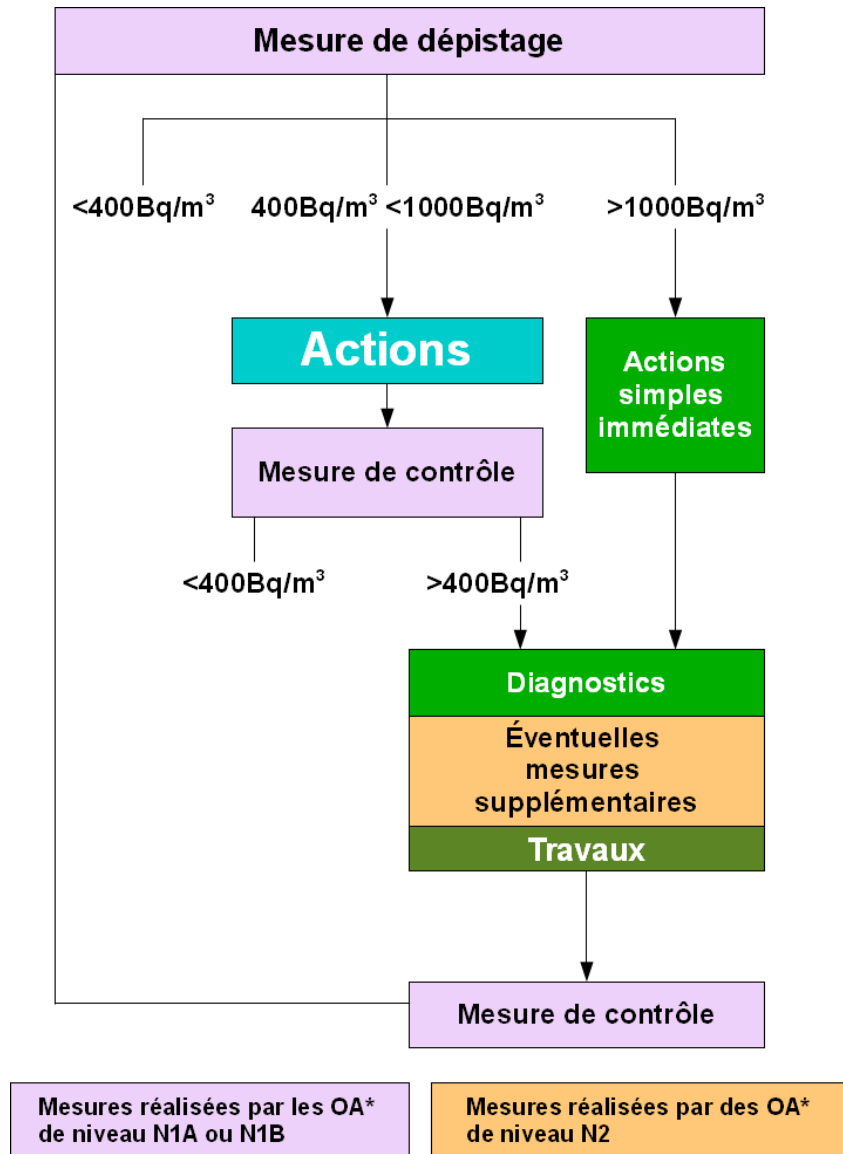 Mesure de dépistage
<400Bq/m³
400Bq/m³ <1000Bq/m³
>1000Bq/m³
Actions
Actions
simples
immédiates
Mesure de contrôle
<400Bq/m³
>400Bq/m³
Diagnostics
Éventuelles
mesures
supplémentaires
Travaux
Mesure de contrôle
Mesures réalisées par les OA*
de niveau N1A ou N1B
Mesures réalisées par des OA*
de niveau N2